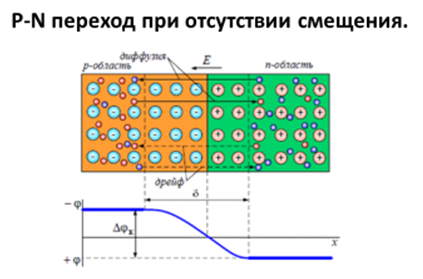 P-N переход при отсутствии смещения.
диффузия
p-область
E
n-область
дрейф
δ
−φ
Δφк
x
+φ